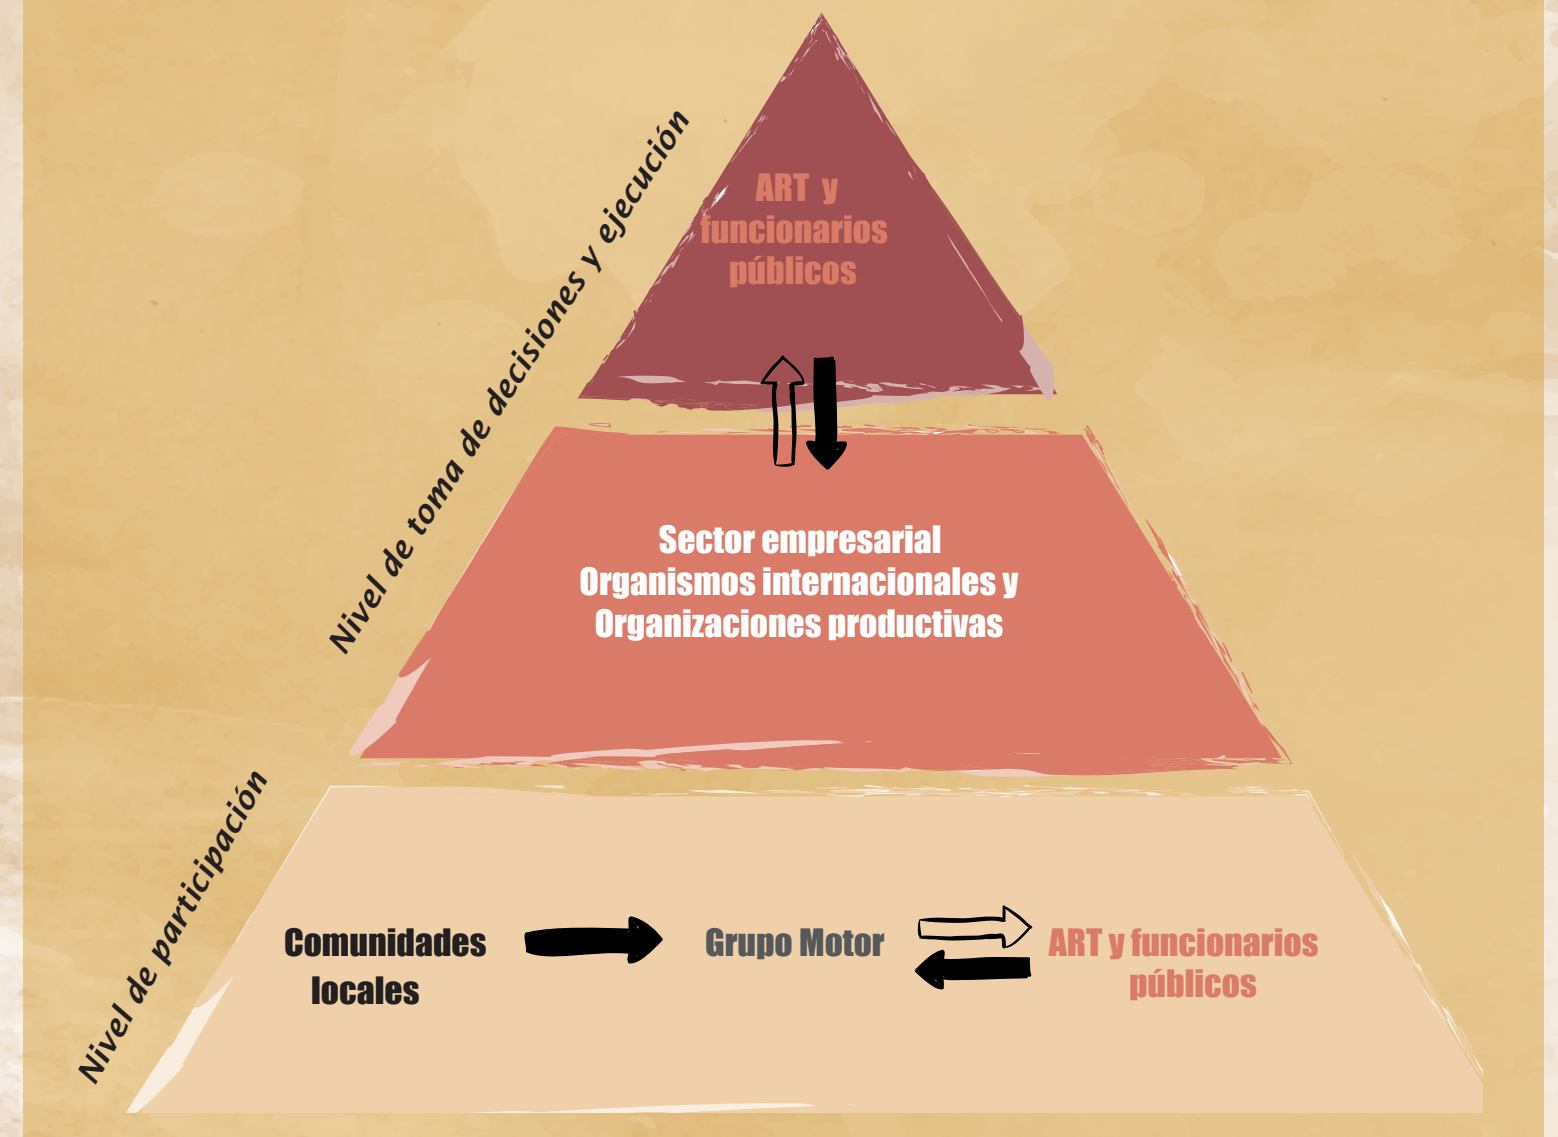 Nivel de toma de decisiones y ejecución
ART y
funcionarios
públicos
Sector empresarial
Organismos internacionales y
Organizaciones productivas
Nivel de participación
Comunidades
locales
Grupo Motor
ART y funcionarios
públicos